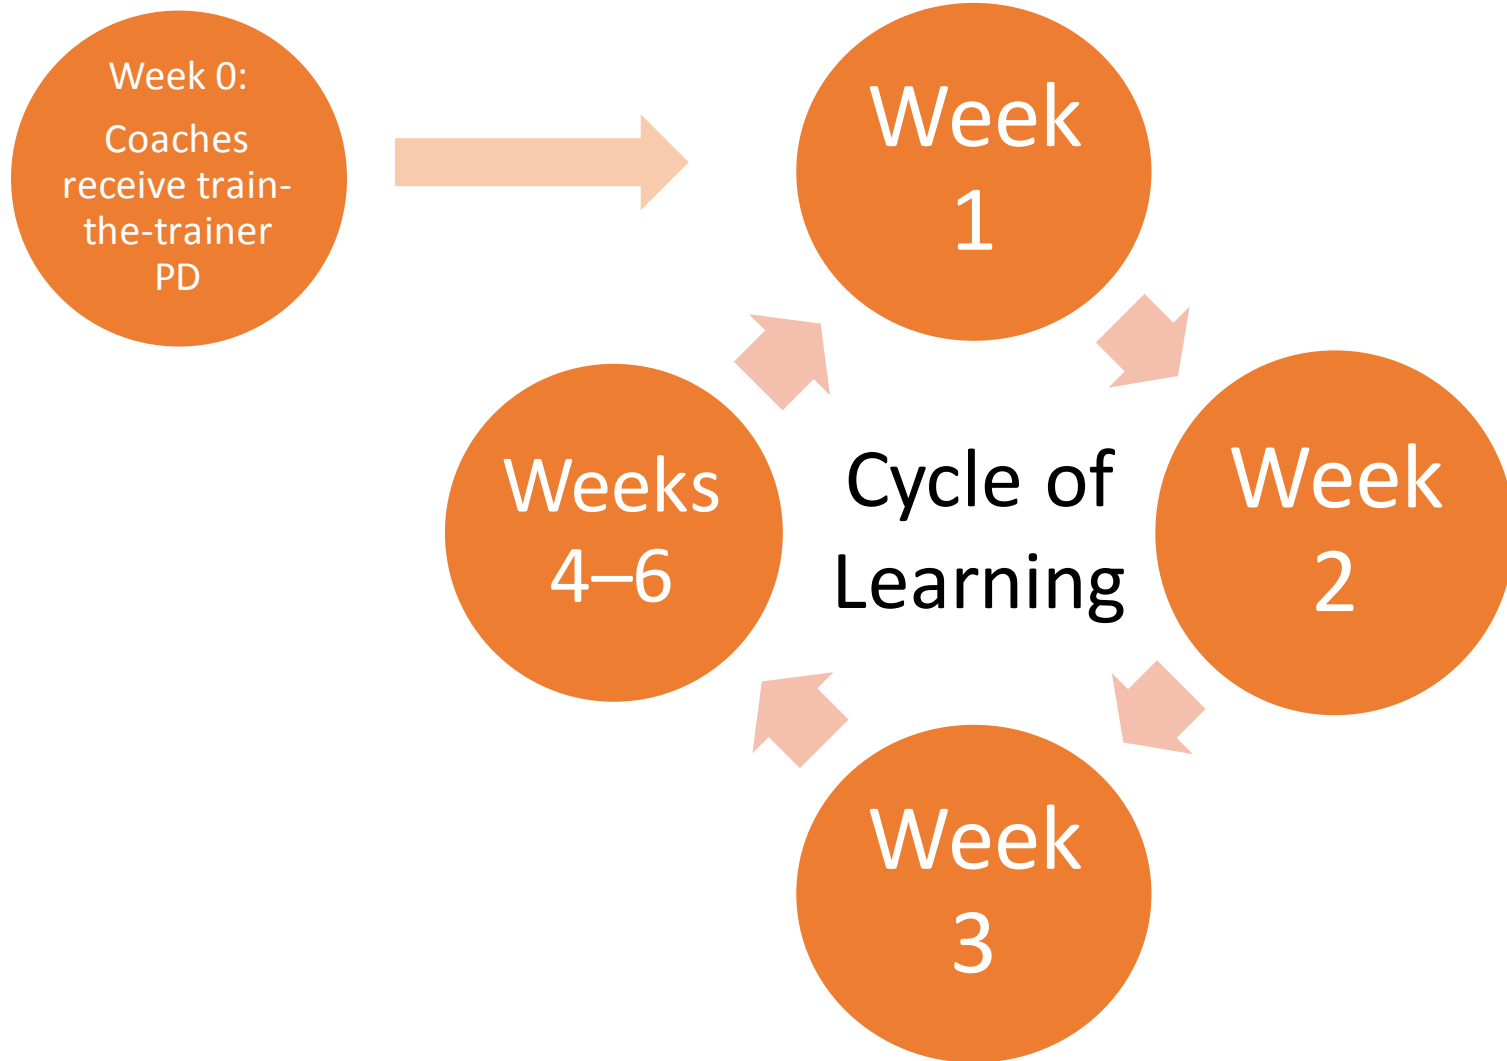 Week 0:
Coaches
receive train-
the-trainer
PD
Week
1
Week
2
Week
3
Weeks
4–6
Cycle of
Learning